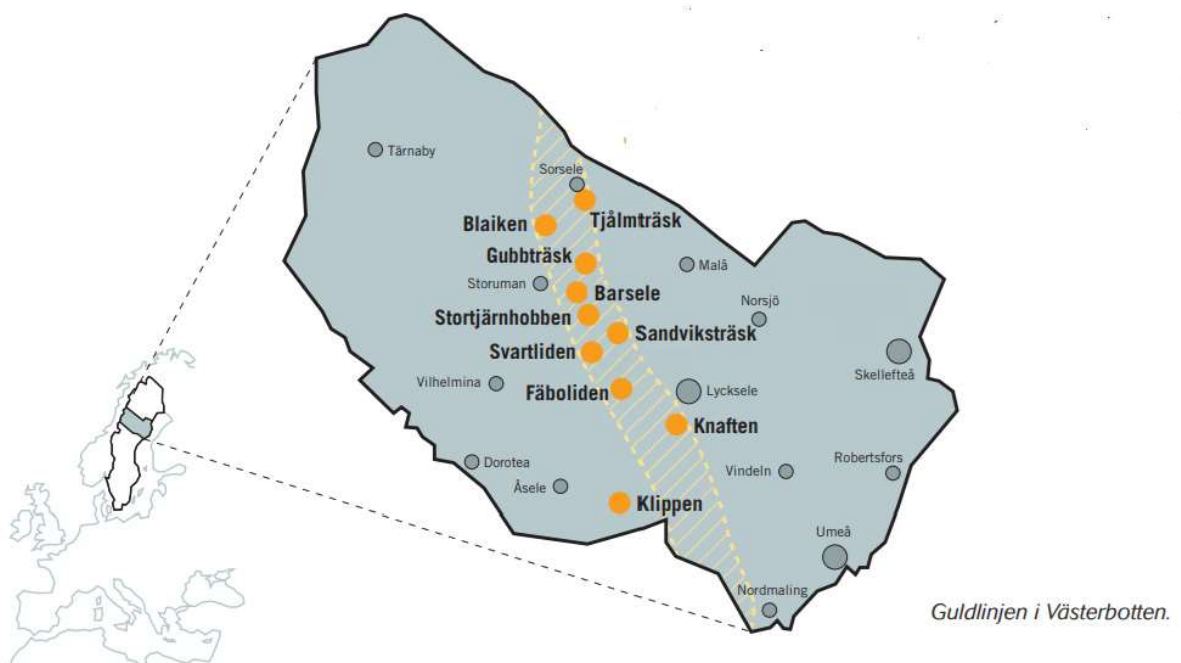 Tärnaby
Sorsele
Blaiken
Tjålmträsk
Gubbträsk
Malå
Storuman
Barsele
Norsjö
Stortjärnhobben
Sandviksträsk
Svartliden
Skellefteå
Vilhelmina
Fäboliden
Lycksele
Knaften
Dorotea
Vindeln
Robertsfors
Åsele
Klippen
Umeå
Nordmaling
Guldlinjen i Västerbotten.